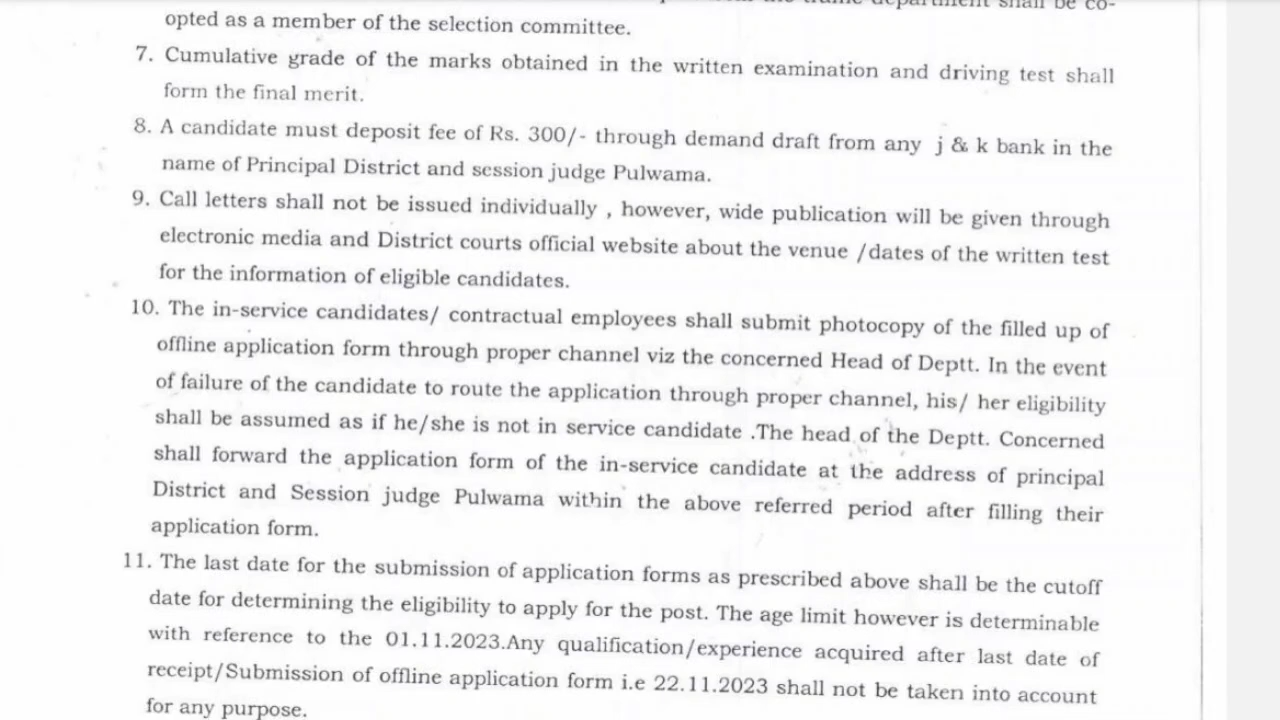 the traffic department shall be co-
opted as a member of the selection committee.
7. Cumulative grade of the marks obtained in the written examination and driving test shall
form the final merit.
8. A candidate must deposit fee of Rs. 300/- through demand draft from any j & k bank in the
name of Principal District and session judge Pulwama.
9. Call letters shall not be issued individually , however, wide publication will be given through
electronic media and District courts official website about the venue /dates of the written test
for the information of eligible candidates.
10. The in-service candidates/ contractual employees shall submit photocopy of the filled up of
offline application form through proper channel viz the concerned Head of Deptt. In the event
of failure of the candidate to route the application through proper channel, his/ her eligibility
shall be assumed as if he/she is not in service candidate .The head of the Deptt. Concerned
shall forward the application form of the in-service candidate at the address of principal
District and Session judge Pulwama within the above referred period after filling their
application form.
11. The last date for the submission of application forms as prescribed above shall be the cutoff
date for determining the eligibility to apply for the post. The age limit however is determinable
with reference to the 01.11.2023.Any qualification/experience acquired after last date of
receipt/Submission of offline application form i.e 22.11.2023 shall not be taken into account
for any purpose.